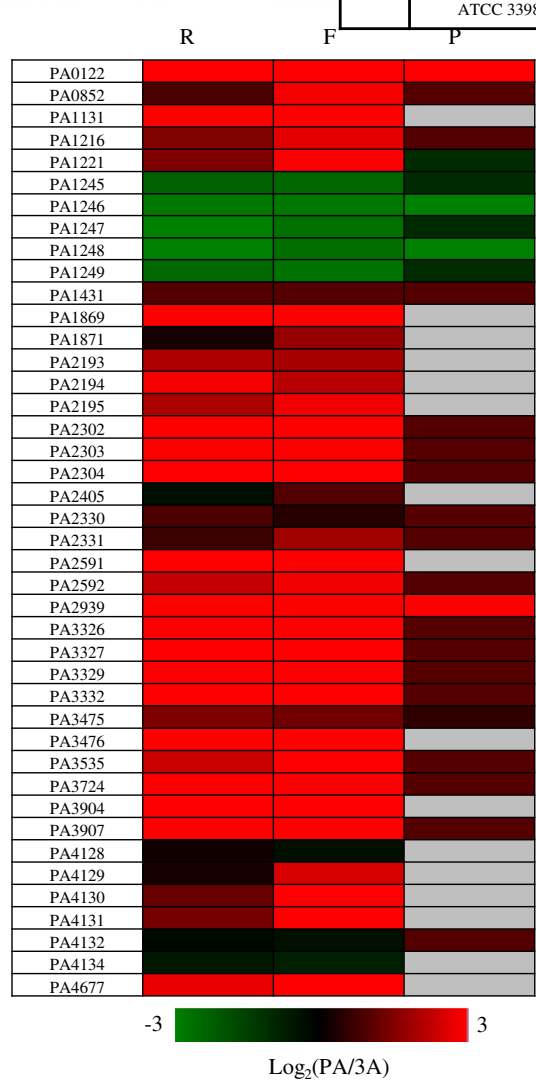 ATCC 3398
R F P
PA0122
PA0852
PA1131
PA1216
PA1221
PA1245
PA1246
PA1247
PA1248
PA1249
PA1431
PA1869
PA1871
PA2193
PA2194
PA2195
PA2302
PA2303
PA2304
PA2405
PA2330
PA2331
PA2591
PA2592
PA2939
PA3326
PA3327
PA3329
PA3332
PA3475
PA3476
PA3535
PA3724
PA3904
PA3907
PA4128
PA4129
PA4130
PA4131
PA4132
PA4134
PA4677
-3 3
Log₂(PA/3A)